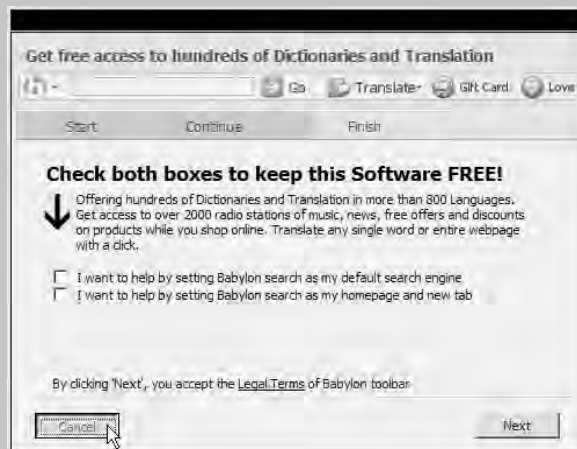 Get free access to hundreds of Dictionaries and Translation
Go Translate Gift Card Love
Start Continue Finish
Check both boxes to keep this Software FREE!
Offering hundreds of Dictionaries and Translation in more than 800 Languages.
Get access to over 2000 radio stations of music, news, free offers and discounts
on products while you shop online. Translate any single word or entire webpage
with a click.
I want to help by setting Babylon search as my default search engine
I want to help by setting Babylon search as my homepage and new tab
By clicking 'Next', you accept the Legal Terms of Babylon toolbar
Cancel Next